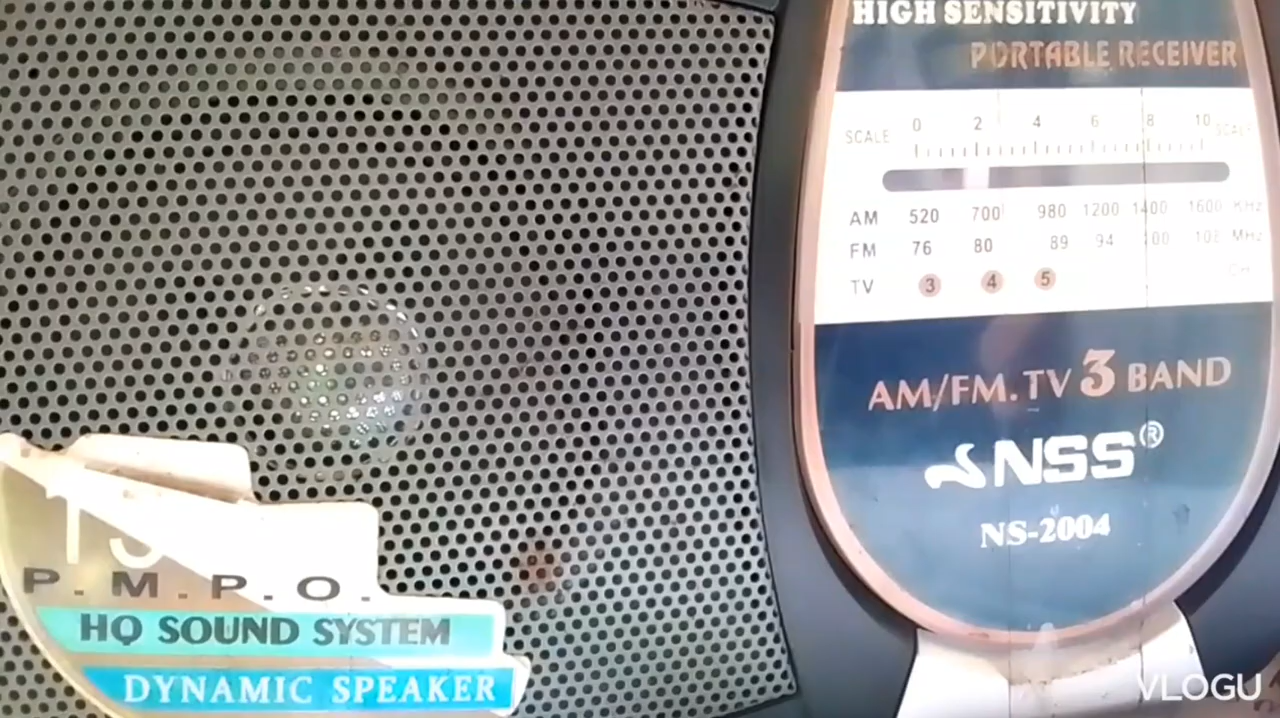 HIGH SENSITIVITY
PORTABLE RECEIVER
SCALE 0 2 4 6 8 10 SCALE
AM 520 700 980 1200 1400 1600 KHz
FM 76 80 89 94 100 102 MHz
TV 3 4 5 CH
AM/FM.TV 3 BAND
NSS®
NS-2004
P.M.P.O.
HQ SOUND SYSTEM
DYNAMIC SPEAKER
VLOGU